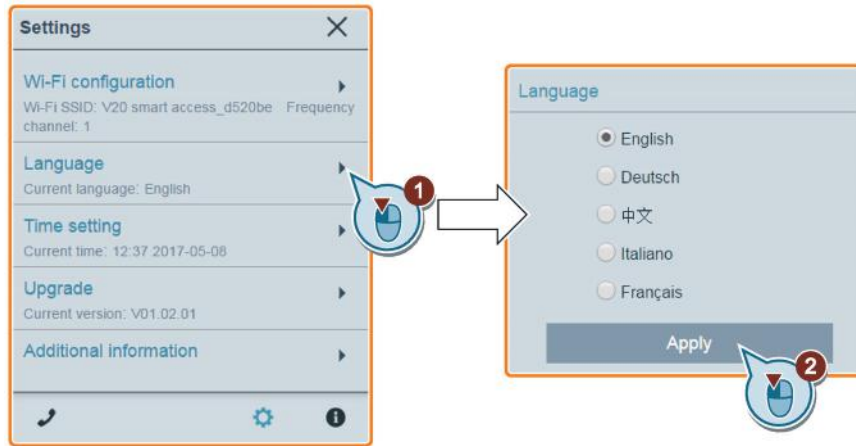 Settings
Wi-Fi configuration
Wi-Fi SSID: V20 smart access_d520be Frequency
channel: 1
Language
Current language: English
Time setting
Current time: 12:37 2017-05-08
Upgrade
Current version: V01.02.01
Additional information
1
Language
English
Deutsch
中文
Italiano
Français
Apply
2